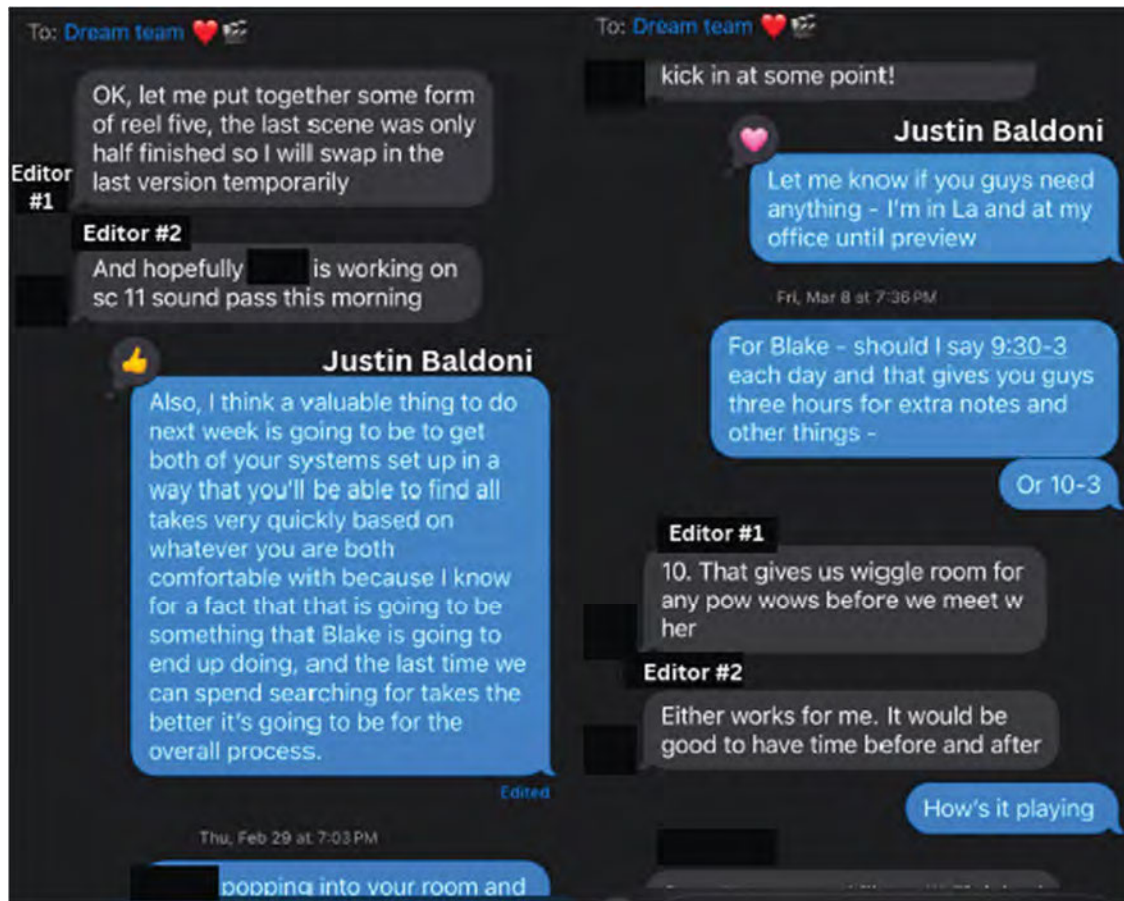 To: Dream team ❤️🎬
OK, let me put together some form
of reel five, the last scene was only
half finished so I will swap in the
last version temporarily
Editor
#1
Editor #2
And hopefully is working on
sc 11 sound pass this morning
👍
Justin Baldoni
Also, I think a valuable thing to do
next week is going to be to get
both of your systems set up in a
way that you'll be able to find all
takes very quickly based on
whatever you are both
comfortable with because I know
for a fact that that is going to be
something that Blake is going to
end up doing, and the last time we
can spend searching for takes the
better it's going to be for the
overall process.
Edited
Thu, Feb 29 at 7:03 PM
popping into your room and
To: Dream team ❤️🎬
kick in at some point!
Justin Baldoni
Let me know if you guys need
anything - I'm in La and at my
office until preview
Fri, Mar 8 at 7:36 PM
For Blake - should I say 9:30-3
each day and that gives you guys
three hours for extra notes and
other things -
Or 10-3
Editor #1
10. That gives us wiggle room for
any pow wows before we meet w
her
Editor #2
Either works for me. It would be
good to have time before and after
How's it playing